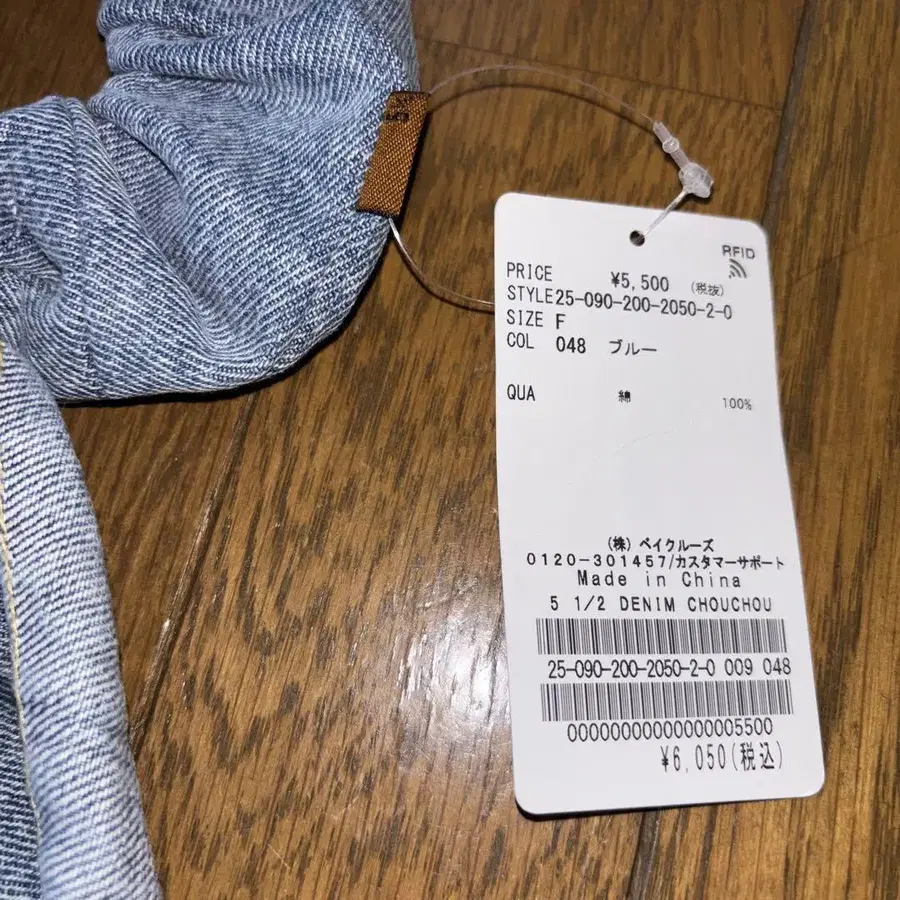 RFID
PRICE ¥5,500 (税抜)
STYLE25-090-200-2050-2-0
SIZE F
COL 048 ブルー
QUA 綿 100%
(株)ベイクルーズ
0120-301457/カスタマーサポート
Made in China
5 1/2 DENIM CHOUCHOU
25-090-200-2050-2-0 009 048
00000000000000005500
¥6,050(税込)